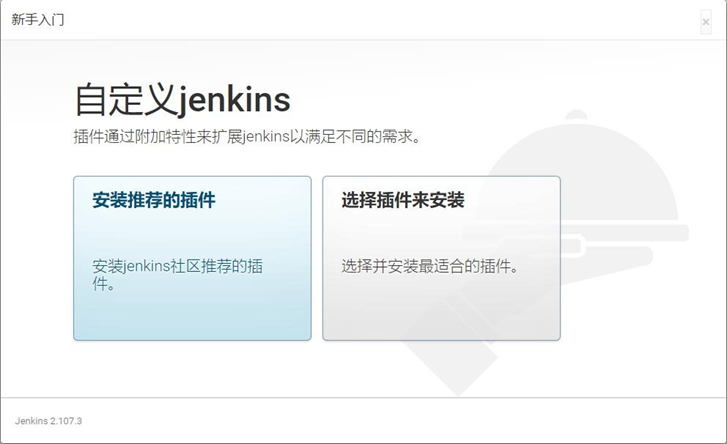 新手入门
×
自定义jenkins
插件通过附加特性来扩展jenkins以满足不同的需求。
安装推荐的插件
安装jenkins社区推荐的插
件。
选择插件来安装
选择并安装最适合的插件。
Jenkins 2.107.3